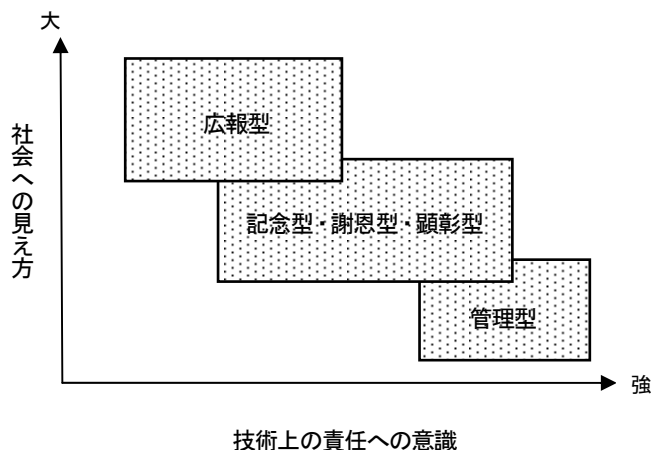 大
広報型
社会への見え方
記念型・謝恩型・顕彰型
管理型
強
技術上の責任への意識